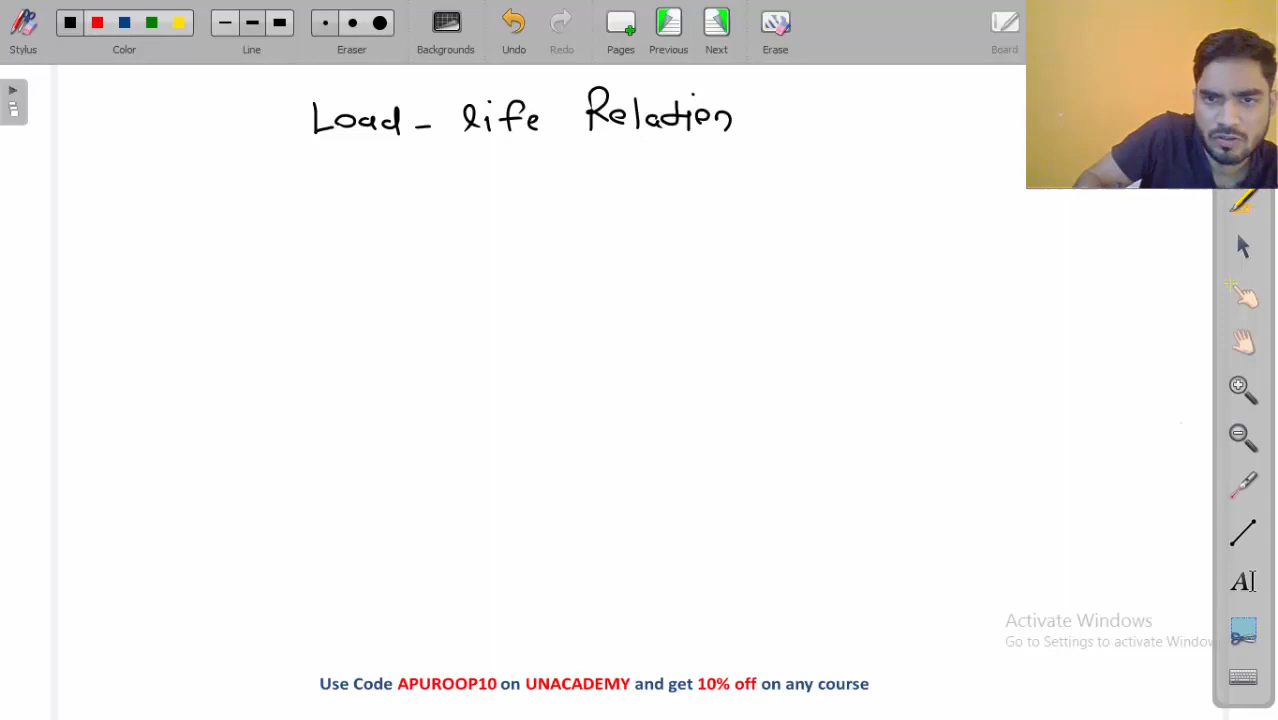 Stylus Color Line Eraser Backgrounds Undo Redo Pages Previous Next Erase Board
Load - life Relation
A
Activate Windows
Go to Settings to activate Window
Use Code APUROOP10 on UNACADEMY and get 10% off on any course